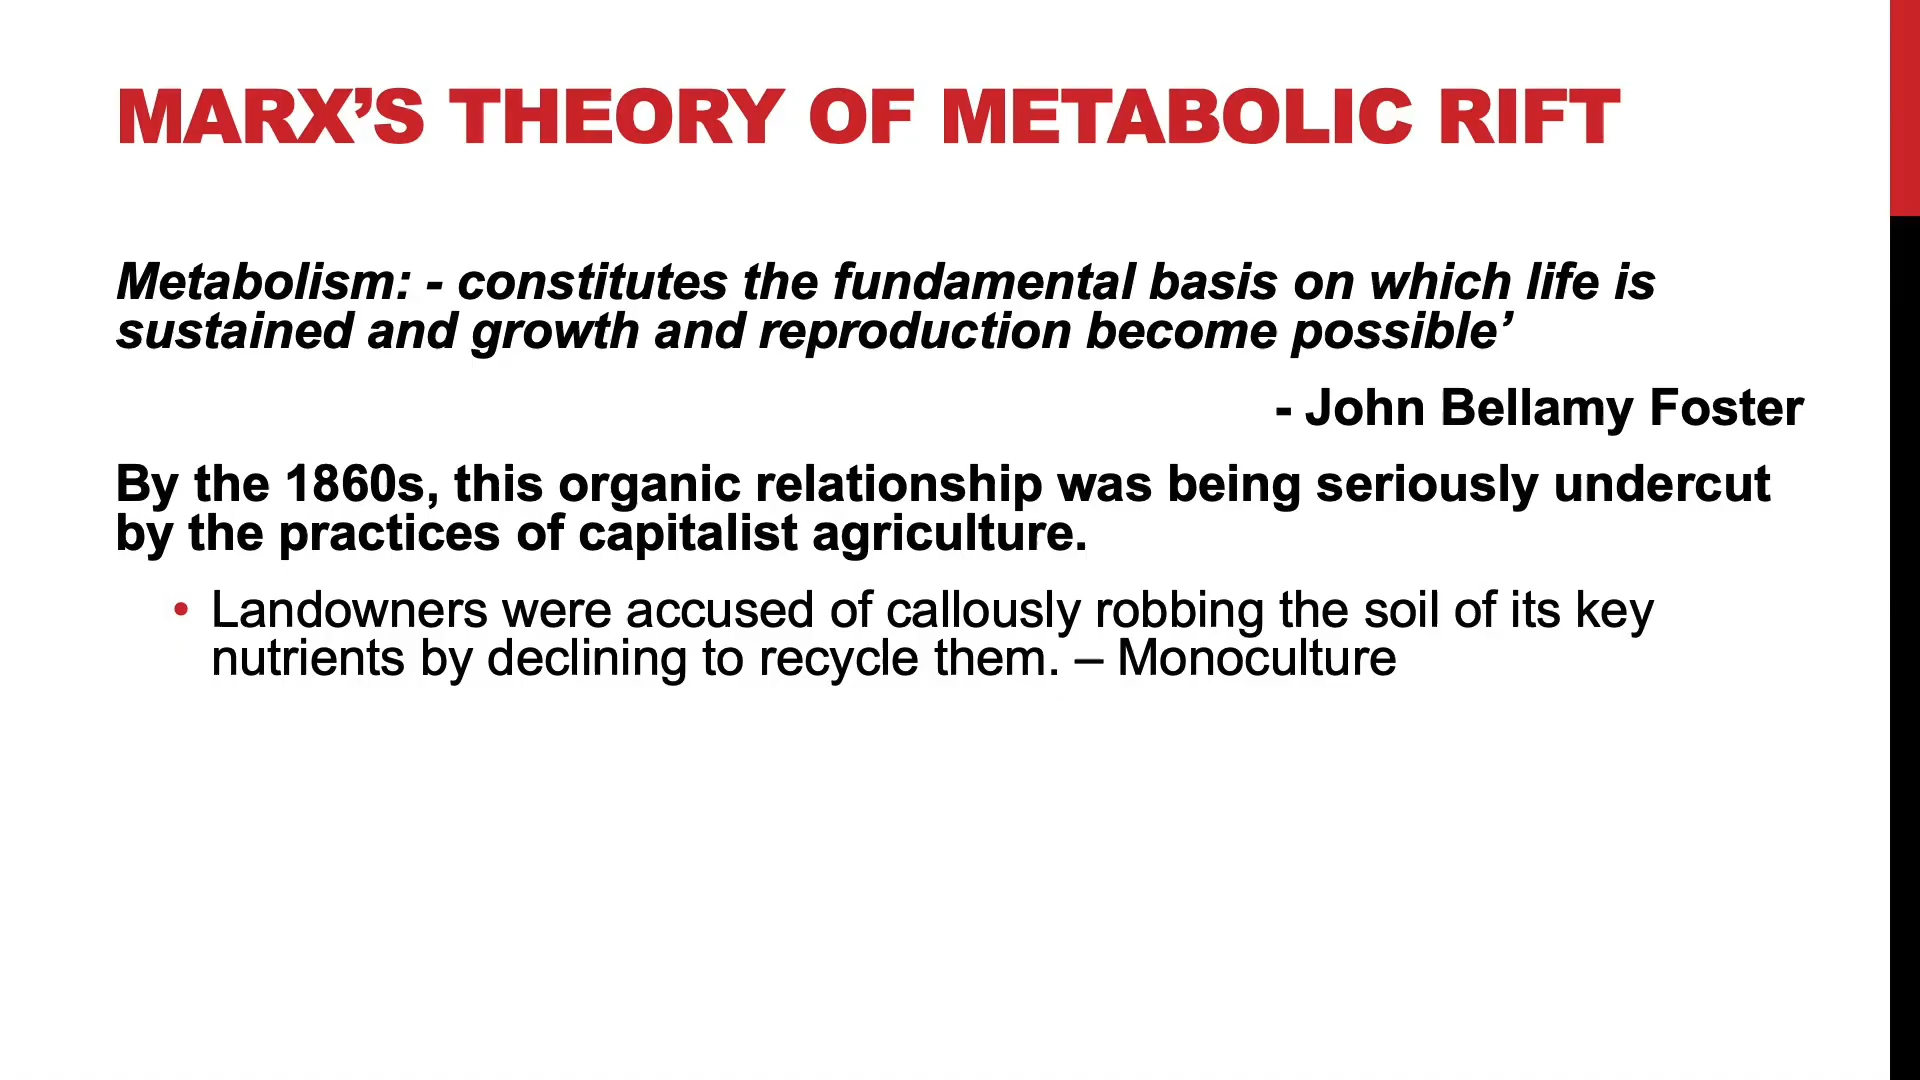 MARX’S THEORY OF METABOLIC RIFT
Metabolism: - constitutes the fundamental basis on which life is
sustained and growth and reproduction become possible’
- John Bellamy Foster
By the 1860s, this organic relationship was being seriously undercut
by the practices of capitalist agriculture.
• Landowners were accused of callously robbing the soil of its key
nutrients by declining to recycle them. – Monoculture